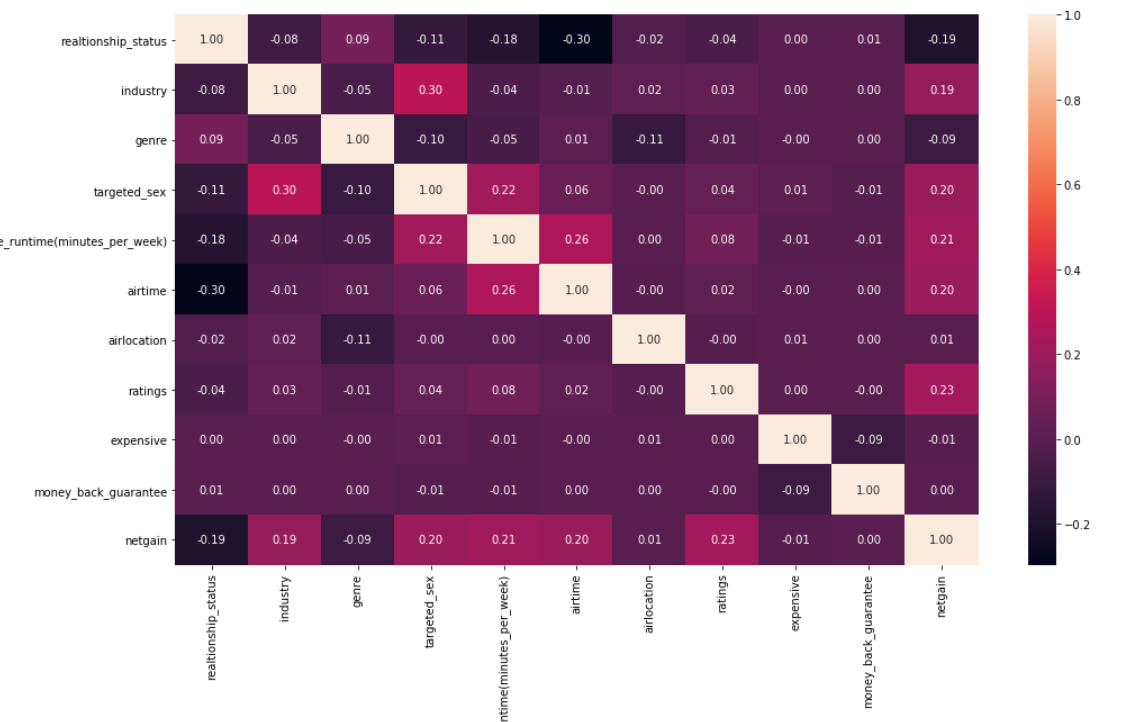 realtionship_status 1.00 -0.08 0.09 -0.11 -0.18 -0.30 -0.02 -0.04 0.00 0.01 -0.19
industry -0.08 1.00 -0.05 0.30 -0.04 -0.01 0.02 0.03 0.00 0.00 0.19
genre 0.09 -0.05 1.00 -0.10 -0.05 0.01 -0.11 -0.01 -0.00 0.00 -0.09
targeted_sex -0.11 0.30 -0.10 1.00 0.22 0.06 -0.00 0.04 0.01 -0.01 0.20
e_runtime(minutes_per_week) -0.18 -0.04 -0.05 0.22 1.00 0.26 0.00 0.08 -0.01 -0.01 0.21
airtime -0.30 -0.01 0.01 0.06 0.26 1.00 -0.00 0.02 -0.00 0.00 0.20
airlocation -0.02 0.02 -0.11 -0.00 0.00 -0.00 1.00 -0.00 0.01 0.00 0.01
ratings -0.04 0.03 -0.01 0.04 0.08 0.02 -0.00 1.00 0.00 -0.00 0.23
expensive 0.00 0.00 -0.00 0.01 -0.01 -0.00 0.01 0.00 1.00 -0.09 -0.01
money_back_guarantee 0.01 0.00 0.00 -0.01 -0.01 0.00 0.00 -0.00 -0.09 1.00 0.00
netgain -0.19 0.19 -0.09 0.20 0.21 0.20 0.01 0.23 -0.01 0.00 1.00
realtionship_status
industry
genre
targeted_sex
ntime(minutes_per_week)
airtime
airlocation
ratings
expensive
money_back_guarantee
netgain
1.0
0.8
0.6
0.4
0.2
0.0
−0.2